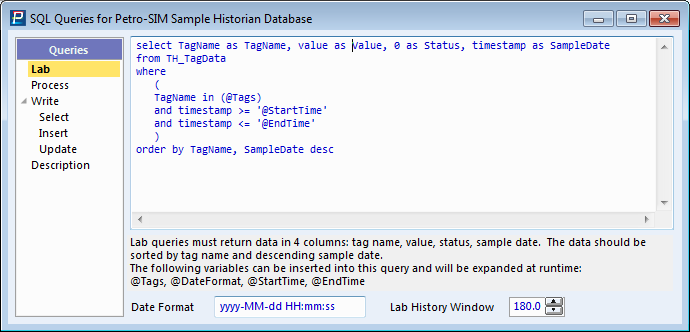 SQL Queries for Petro-SIM Sample Historian Database
Queries
Lab
Process
Write
Select
Insert
Update
Description
select TagName as TagName, value as Value, 0 as Status, timestamp as SampleDate
from TH_TagData
where
(
TagName in (@Tags)
and timestamp >= '@StartTime'
and timestamp <= '@EndTime'
)
order by TagName, SampleDate desc
Lab queries must return data in 4 columns: tag name, value, status, sample date. The data should be
sorted by tag name and descending sample date.
The following variables can be inserted into this query and will be expanded at runtime:
@Tags, @DateFormat, @StartTime, @EndTime
Date Format yyyy-MM-dd HH:mm:ss Lab History Window 180.0